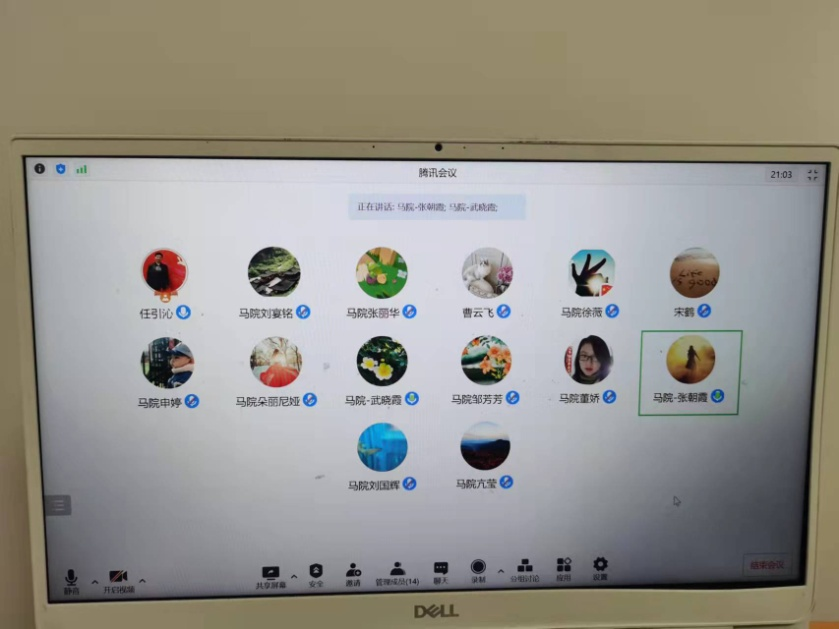 腾讯会议
21:03
正在讲话: 马院-张朝霞; 马院-武晓霞;
任引沁
马院刘宴铭
马院张丽华
曹云飞
马院徐薇
宋鹤
Life is good
马院申婷
马院朵丽尼娅
马院-武晓霞
马院邹芳芳
马院董娇
马院-张朝霞
马院刘国辉
马院亢莹
静音
开启视频
共享屏幕
安全
邀请
管理成员(14)
聊天
录制
分组讨论
应用
设置
结束会议
DELL